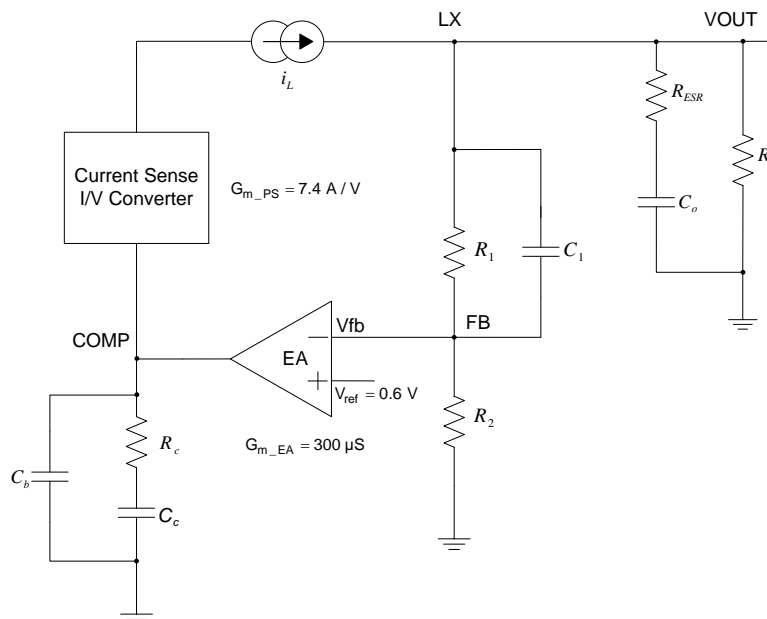 LX
VOUT
i_L
R_ESR
Current Sense
I/V Converter
G_m_PS = 7.4 A / V
R
C_o
R_1
C_1
COMP
Vfb
FB
EA
V_ref = 0.6 V
R_2
G_m_EA = 300 µS
R_c
C_b
C_c